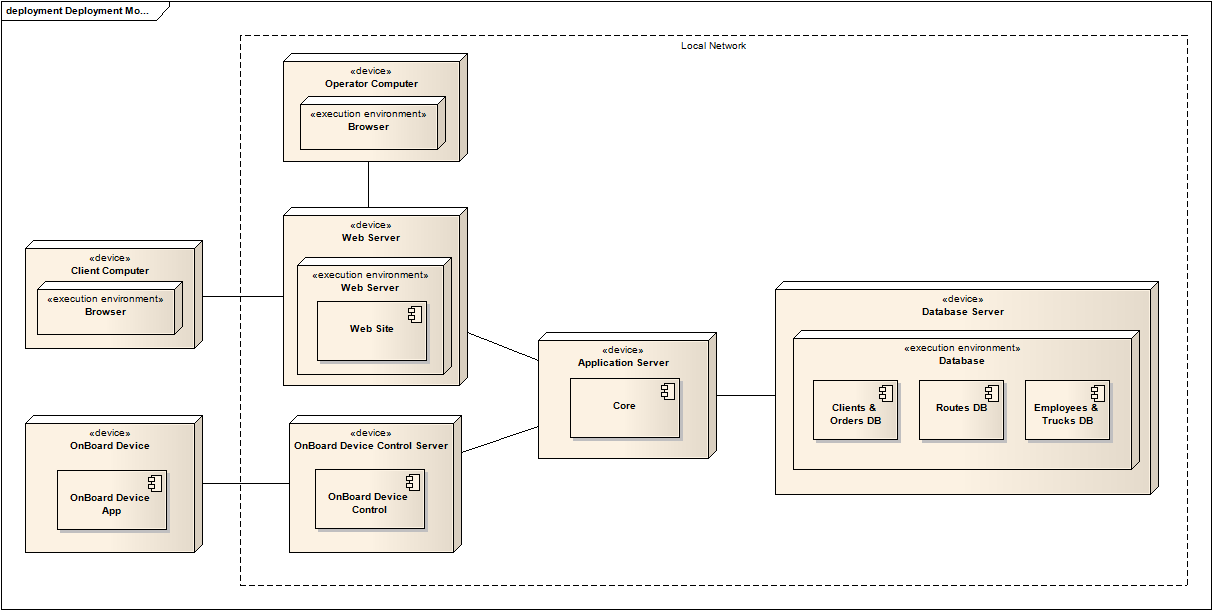 deployment Deployment Mo...
Local Network
«device»
Operator Computer
«execution environment»
Browser
«device»
Web Server
«execution environment»
Web Server
Web Site
«device»
Client Computer
«execution environment»
Browser
«device»
Application Server
Core
«device»
Database Server
«execution environment»
Database
Clients &
Orders DB
Routes DB
Employees &
Trucks DB
«device»
OnBoard Device
OnBoard Device
App
«device»
OnBoard Device Control Server
OnBoard Device
Control